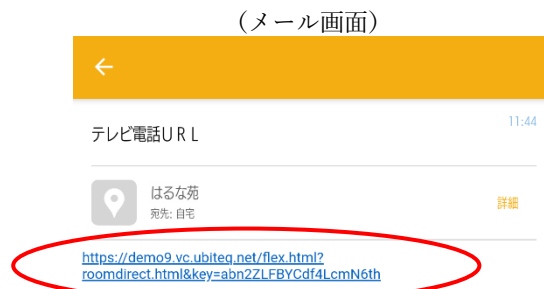 (メール画面)
11:44
テレビ電話URL
はるな苑
詳細
宛先: 自宅
https://demo9.vc.ubiteq.net/flex.html?
roomdirect.html&key=abn2ZLFBYCdf4LcmN6th